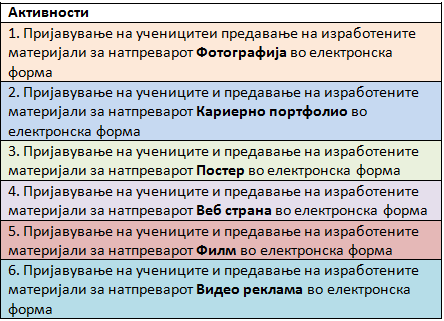 Активности
1. Пријавување на ученицитеи предавање на изработените
материјали за натпреварот Фотографија во електронска
форма
2. Пријавување на учениците и предавање на изработените
материјали за натпреварот Кариерно портфолио во
електронска форма
3. Пријавување на учениците и предавање на изработените
материјали за натпреварот Постер во електронска форма
4. Пријавување на учениците и предавање на изработените
материјали за натпреварот Веб страна во електронска форма
5. Пријавување на учениците и предавање на изработените
материјали за натпреварот Филм во електронска форма
6. Пријавување на учениците и предавање на изработените
материјали за натпреварот Видео реклама во електронска
форма